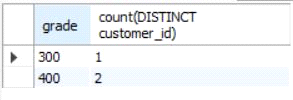 grade count(DISTINCT
customer_id)
300 1
400 2